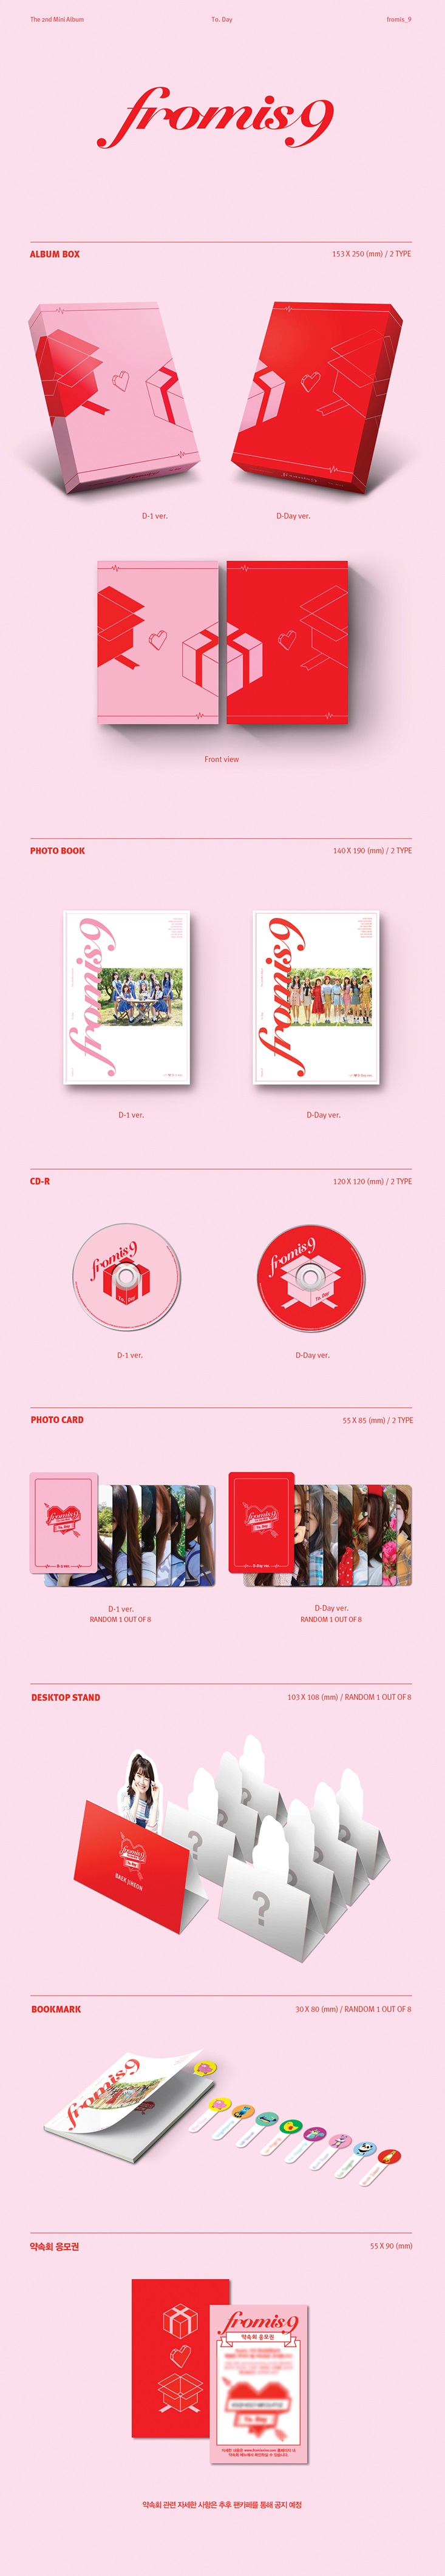 The 2nd Mini Album
To. Day
fromis_9
fromis9
ALBUM BOX
153 X 250 (mm) / 2 TYPE
D-1 ver.
D-Day ver.
Front view
PHOTO BOOK
140 X 190 (mm) / 2 TYPE
fromis9
fromis9
D-1 ver.
D-Day ver.
CD-R
120 X 120 (mm) / 2 TYPE
fromis9
To. Day
fromis9
To. Day
D-1 ver.
D-Day ver.
PHOTO CARD
55 X 85 (mm) / 2 TYPE
fromis9
To. Day
D-1 ver.
fromis9
To. Day
D-Day ver.
D-1 ver.
RANDOM 1 OUT OF 8
D-Day ver.
RANDOM 1 OUT OF 8
DESKTOP STAND
103 X 108 (mm) / RANDOM 1 OUT OF 8
fromis9
To. Day
BAEK JIHEON
?
?
?
?
?
BOOKMARK
30 X 80 (mm) / RANDOM 1 OUT OF 8
fromis9
약속회 응모권
55 X 90 (mm)
fromis9
약속회 응모권
To. Day
약속회 관련 자세한 사항은 추후 팬카페를 통해 공지 예정